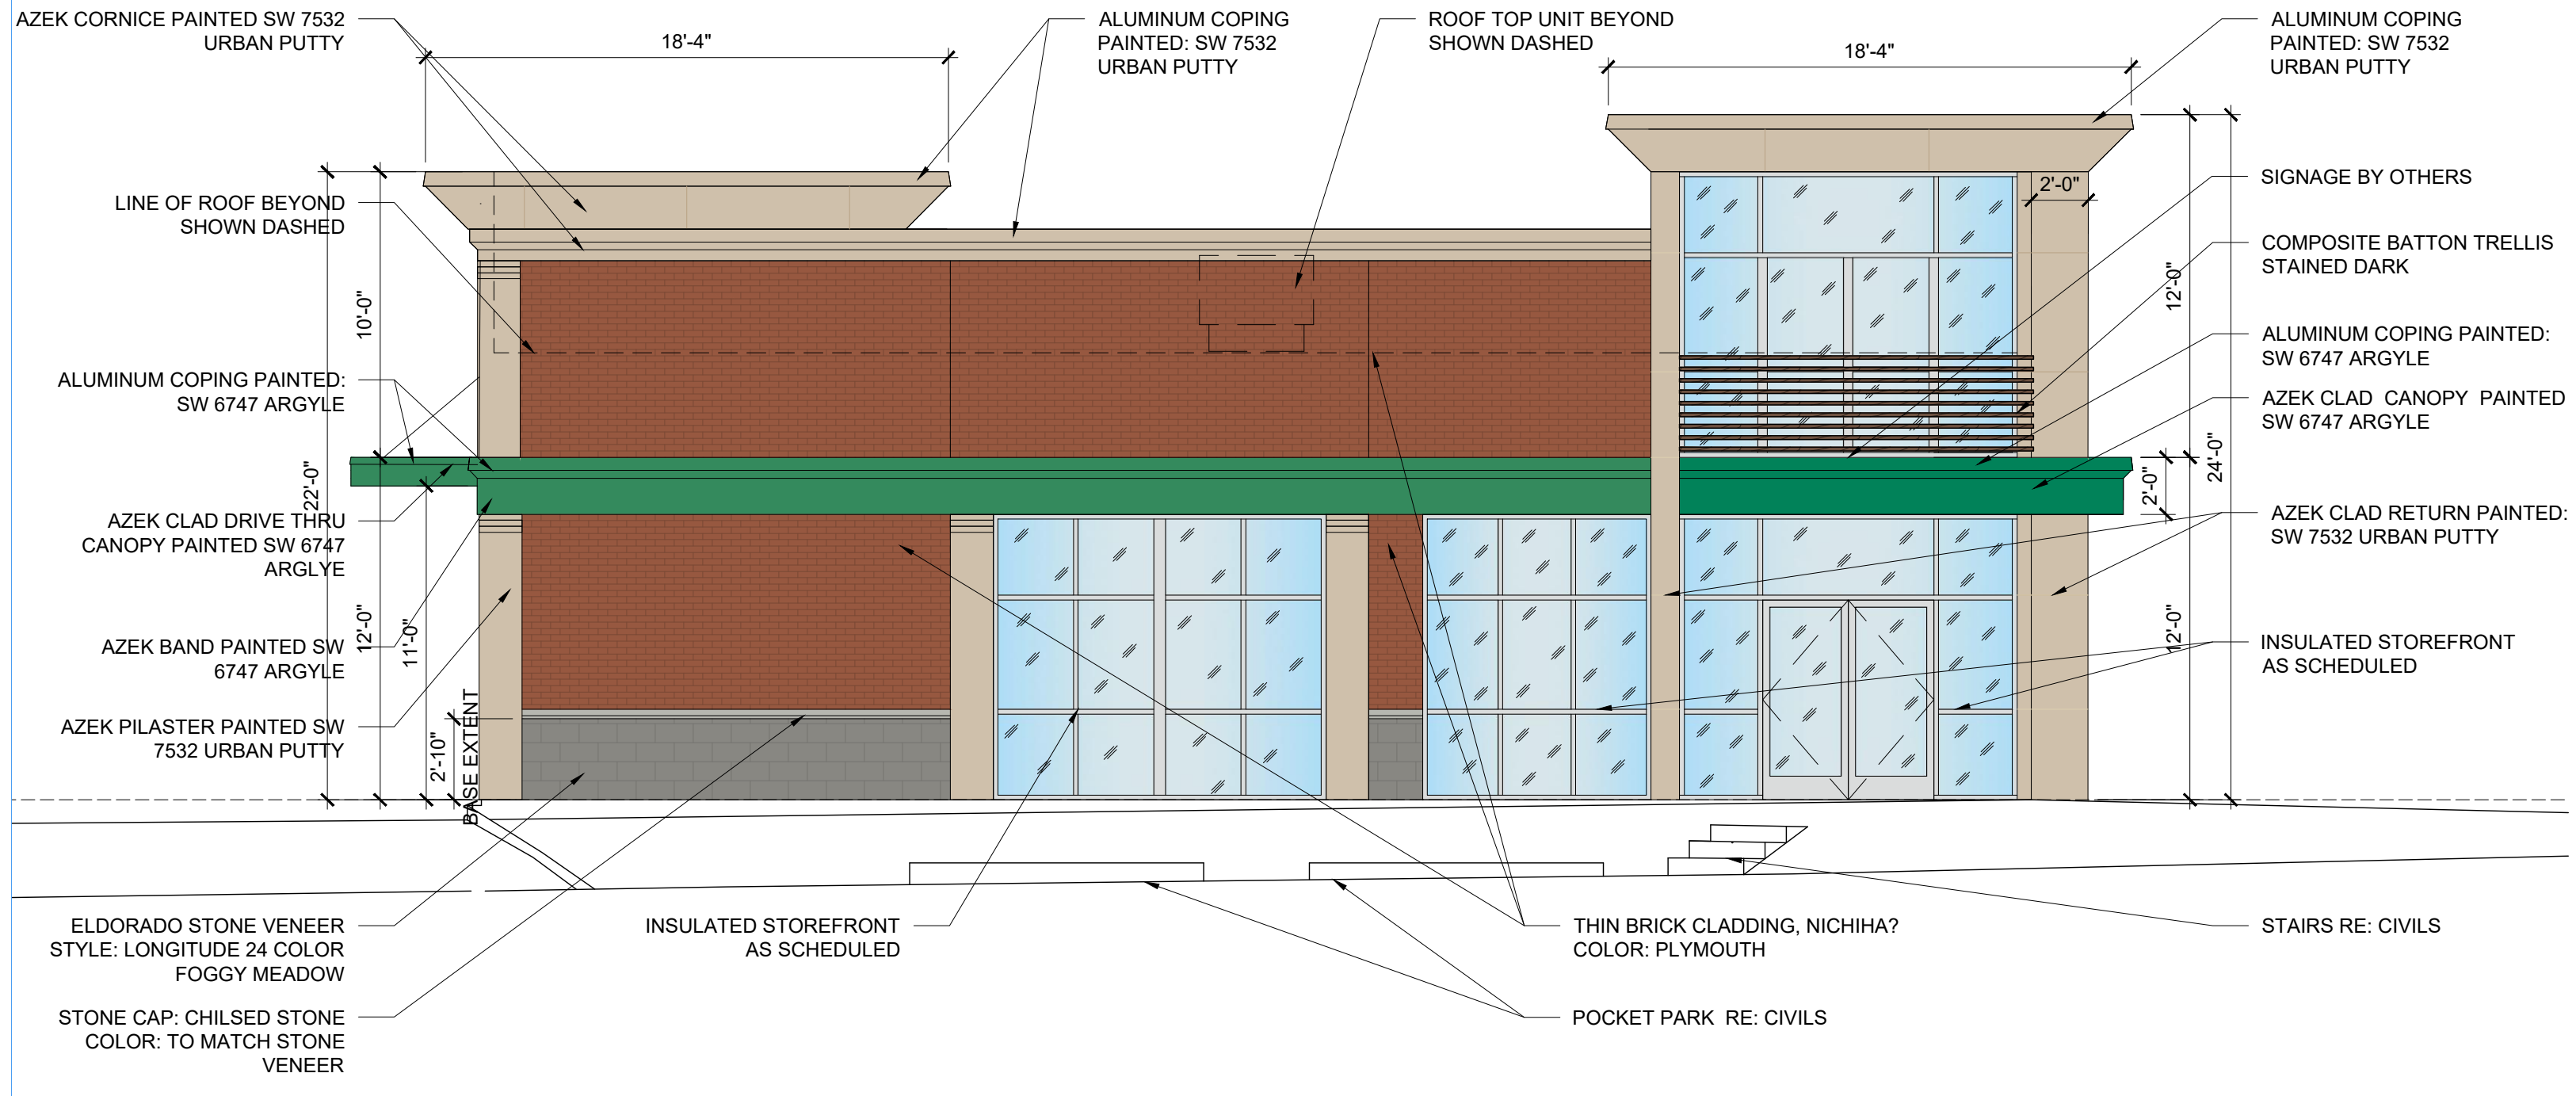 AZEK CORNICE PAINTED SW 7532
URBAN PUTTY
18'-4"
ALUMINUM COPING
PAINTED: SW 7532
URBAN PUTTY
ROOF TOP UNIT BEYOND
SHOWN DASHED
18'-4"
ALUMINUM COPING
PAINTED: SW 7532
URBAN PUTTY
LINE OF ROOF BEYOND
SHOWN DASHED
2'-0"
SIGNAGE BY OTHERS
COMPOSITE BATTON TRELLIS
STAINED DARK
10'-0"
12'-0"
ALUMINUM COPING PAINTED:
SW 6747 ARGYLE
ALUMINUM COPING PAINTED:
SW 6747 ARGYLE
AZEK CLAD CANOPY PAINTED
SW 6747 ARGYLE
22'-0"
24'-0"
2'-0"
AZEK CLAD DRIVE THRU
CANOPY PAINTED SW 6747
ARGLYE
AZEK CLAD RETURN PAINTED:
SW 7532 URBAN PUTTY
12'-0"
11'-0"
12'-0"
AZEK BAND PAINTED SW
6747 ARGYLE
INSULATED STOREFRONT
AS SCHEDULED
AZEK PILASTER PAINTED SW
7532 URBAN PUTTY
2'-10"
BASE EXTENT
ELDORADO STONE VENEER
STYLE: LONGITUDE 24 COLOR
FOGGY MEADOW
INSULATED STOREFRONT
AS SCHEDULED
THIN BRICK CLADDING, NICHIHA?
COLOR: PLYMOUTH
STAIRS RE: CIVILS
STONE CAP: CHILSED STONE
COLOR: TO MATCH STONE
VENEER
POCKET PARK RE: CIVILS